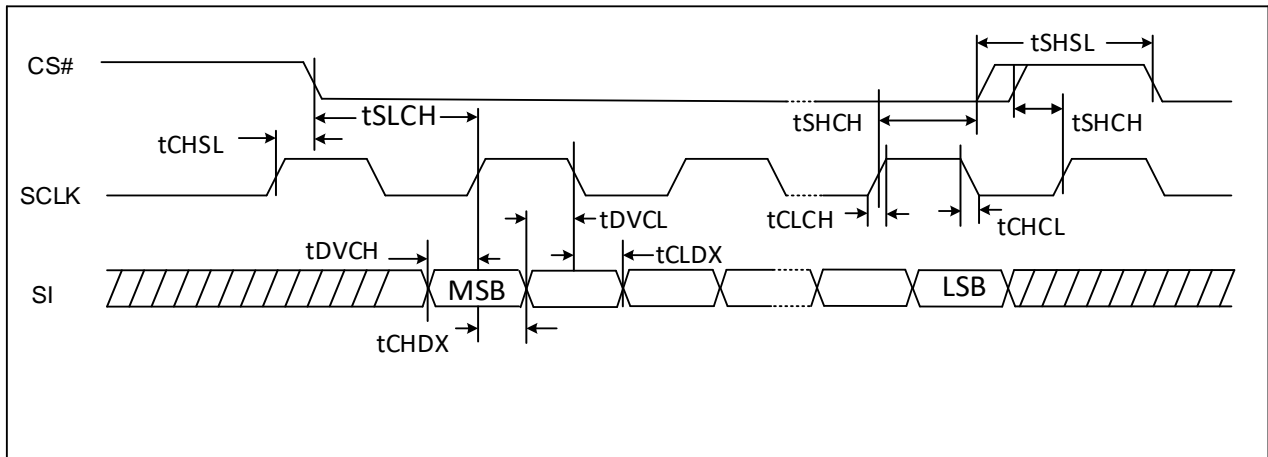 tSHSL
CS#
tSLCH
tSHCH
tSHCH
tCHSL
SCLK
tDVCL
tCLCH
tCHCL
tDVCH
tCLDX
SI
MSB
LSB
tCHDX